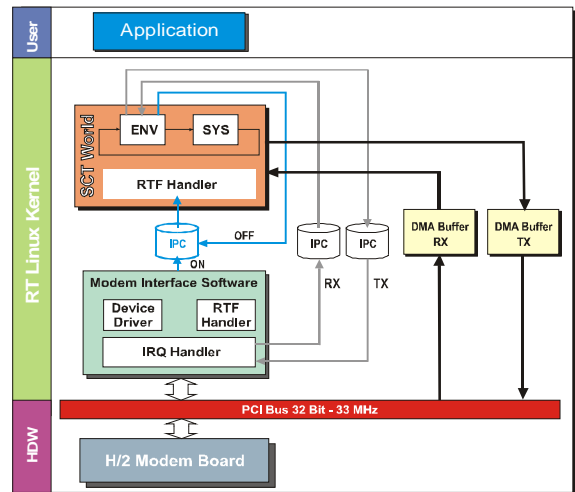 User
Application
RT Linux Kernel
SCT World
ENV
SYS
RTF Handler
IPC
OFF
ON
IPC
IPC
RX
TX
DMA Buffer
RX
DMA Buffer
TX
Modem Interface Software
Device
Driver
RTF
Handler
IRQ Handler
PCI Bus 32 Bit - 33 MHz
HDW
H/2 Modem Board